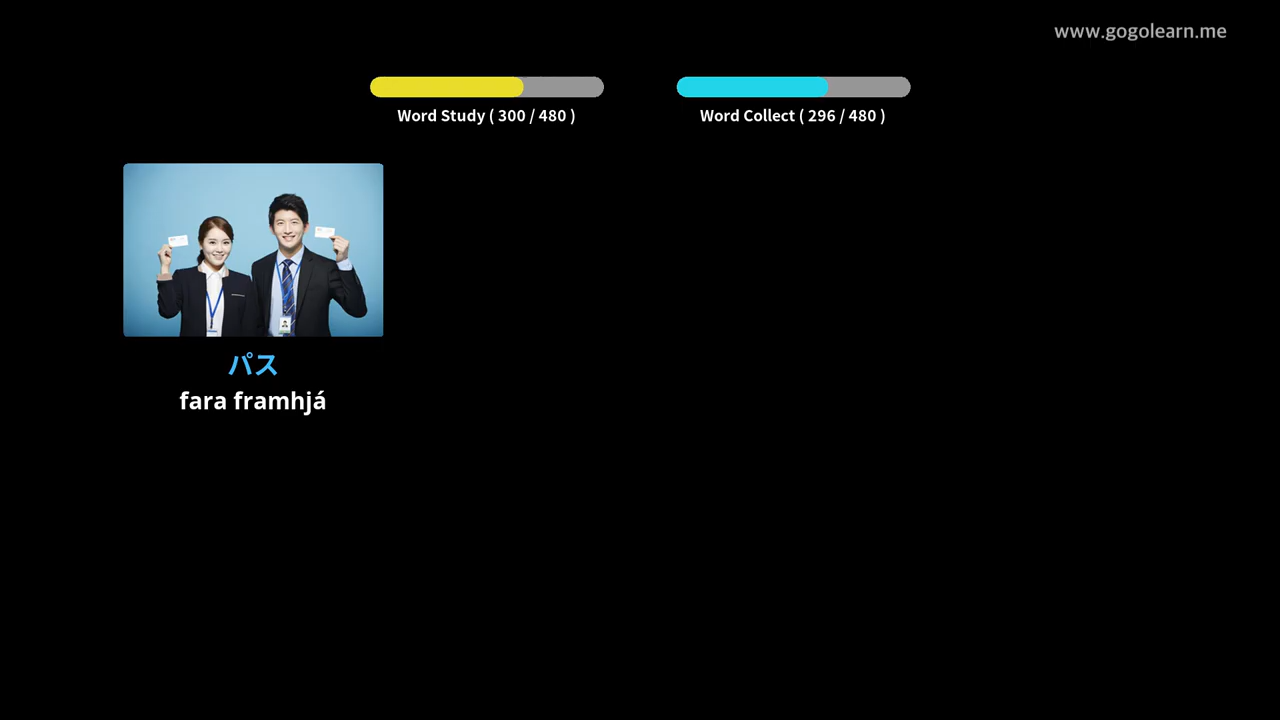 www.gogolearn.me
Word Study ( 300 / 480 )
Word Collect ( 296 / 480 )
パス
fara framhjá